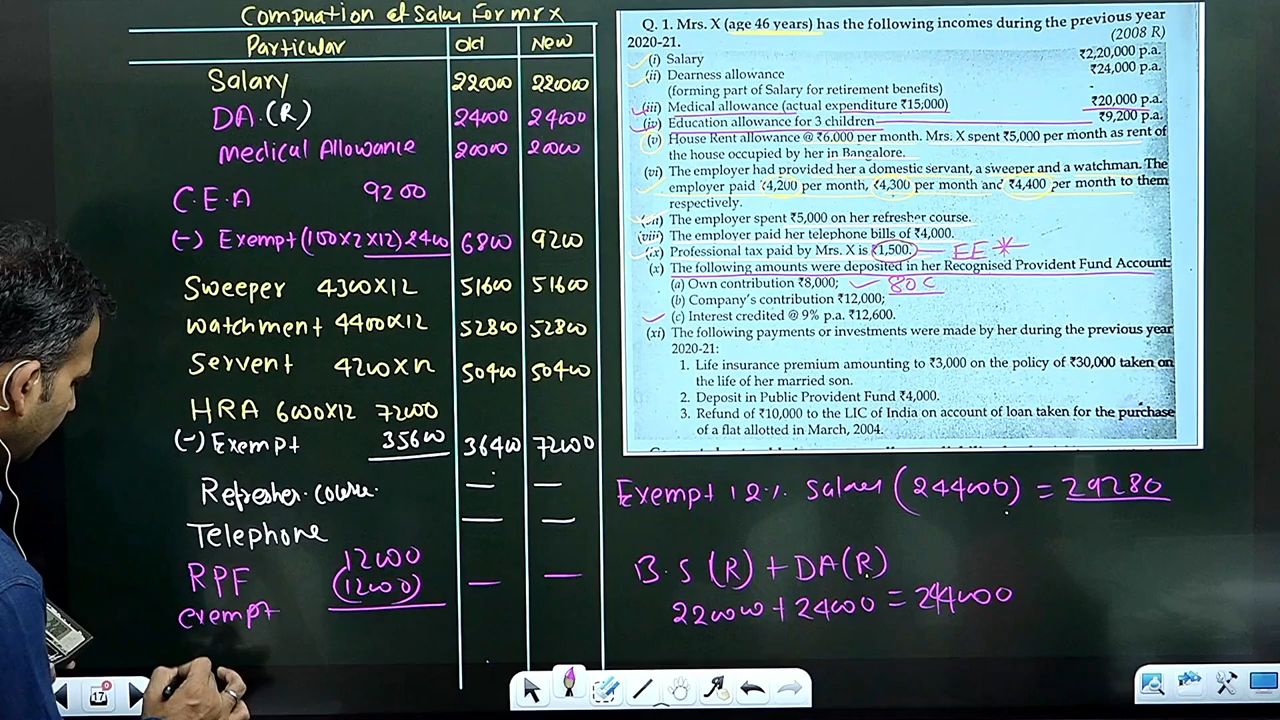 Compuation of Salary For mr x
Particular Old New
Salary 220000 220000
DA.(R) 24000 24000
Medical Allowance 20000 20000
C.E.A 9200
(-) Exempt (100x2x12) 2400 6800 9200
Sweeper 4300x12 51600 51600
Watchment 4400x12 52800 52800
Servent 4200x12 50400 50400
HRA 6000x12 72000
(-) Exempt 35600 36400 72000
Refresher.course. — —
Telephone — —
RPF 12000
exempt (12000) — —
Q. 1. Mrs. X (age 46 years) has the following incomes during the previous year
2020-21. (2008 R)
(i) Salary ₹2,20,000 p.a.
(ii) Dearness allowance ₹24,000 p.a.
(forming part of Salary for retirement benefits)
(iii) Medical allowance (actual expenditure ₹15,000) ₹20,000 p.a.
(iv) Education allowance for 3 children ₹9,200 p.a.
(v) House Rent allowance @ ₹6,000 per month. Mrs. X spent ₹5,000 per month as rent of
the house occupied by her in Bangalore.
(vi) The employer had provided her a domestic servant, a sweeper and a watchman. The
employer paid ₹4,200 per month, ₹4,300 per month and ₹4,400 per month to them
respectively.
(vii) The employer spent ₹5,000 on her refresher course.
(viii) The employer paid her telephone bills of ₹4,000.
(ix) Professional tax paid by Mrs. X is ₹1,500. — EE *
(x) The following amounts were deposited in her Recognised Provident Fund Account:
(a) Own contribution ₹8,000; 80 C
(b) Company's contribution ₹12,000;
(c) Interest credited @ 9% p.a. ₹12,600.
(xi) The following payments or investments were made by her during the previous year
2020-21:
1. Life insurance premium amounting to ₹3,000 on the policy of ₹30,000 taken on
the life of her married son.
2. Deposit in Public Provident Fund ₹4,000.
3. Refund of ₹10,000 to the LIC of India on account of loan taken for the purchase
of a flat allotted in March, 2004.
Exempt 12% Salary (244000) = 29280
B.S (R) + DA(R)
220000 + 24000 = 244000
17